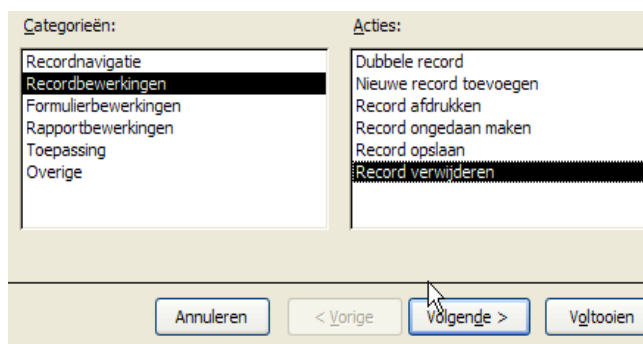 Categorieën:
Acties:
Recordnavigatie
Recordbewerkingen
Formulierbewerkingen
Rapportbewerkingen
Toepassing
Overige
Dubbele record
Nieuwe record toevoegen
Record afdrukken
Record ongedaan maken
Record opslaan
Record verwijderen
Annuleren
< Vorige
Volgende >
Voltooien